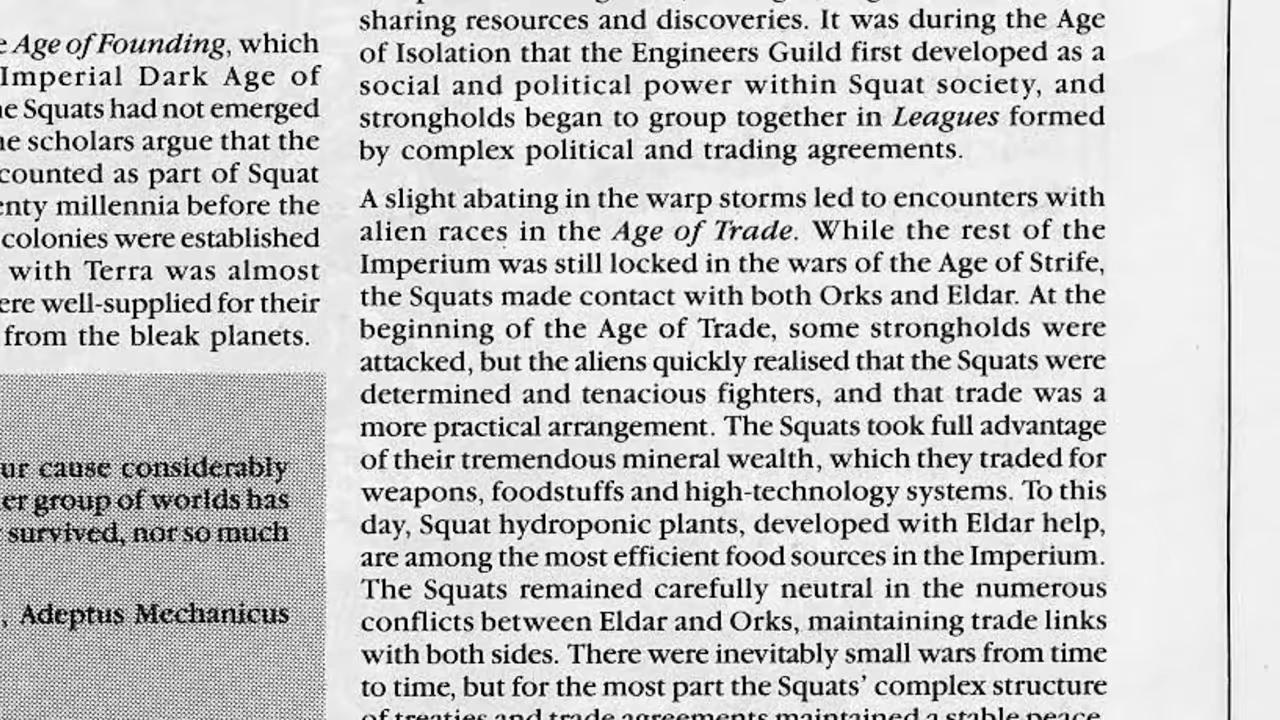 Age of Founding, which
Imperial Dark Age of
Squats had not emerged
scholars argue that the
counted as part of Squat
millennia before the
colonies were established
with Terra was almost
well-supplied for their
from the bleak planets.
cause considerably
group of worlds has
survived, nor so much
, Adeptus Mechanicus
sharing resources and discoveries. It was during the Age
of Isolation that the Engineers Guild first developed as a
social and political power within Squat society, and
strongholds began to group together in Leagues formed
by complex political and trading agreements.
A slight abating in the warp storms led to encounters with
alien races in the Age of Trade. While the rest of the
Imperium was still locked in the wars of the Age of Strife,
the Squats made contact with both Orks and Eldar. At the
beginning of the Age of Trade, some strongholds were
attacked, but the aliens quickly realised that the Squats were
determined and tenacious fighters, and that trade was a
more practical arrangement. The Squats took full advantage
of their tremendous mineral wealth, which they traded for
weapons, foodstuffs and high-technology systems. To this
day, Squat hydroponic plants, developed with Eldar help,
are among the most efficient food sources in the Imperium.
The Squats remained carefully neutral in the numerous
conflicts between Eldar and Orks, maintaining trade links
with both sides. There were inevitably small wars from time
to time, but for the most part the Squats' complex structure
of treaties and trade agreements maintained a stable peace.